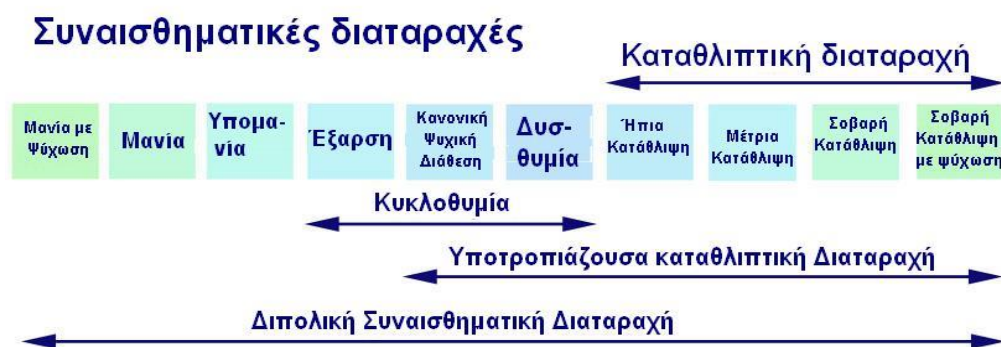 Συναισθηματικές διαταραχές
Καταθλιπτική διαταραχή
Μανία με
Ψύχωση
Μανία
Υπομα-
νία
Έξαρση
Κανονική
Ψυχική
Διάθεση
Δυσ-
θυμία
Ήπια
Κατάθλιψη
Μέτρια
Κατάθλιψη
Σοβαρή
Κατάθλιψη
Σοβαρή
Κατάθλιψη
με ψύχωση
Κυκλοθυμία
Υποτροπιάζουσα καταθλιπτική Διαταραχή
Διπολική Συναισθηματική Διαταραχή